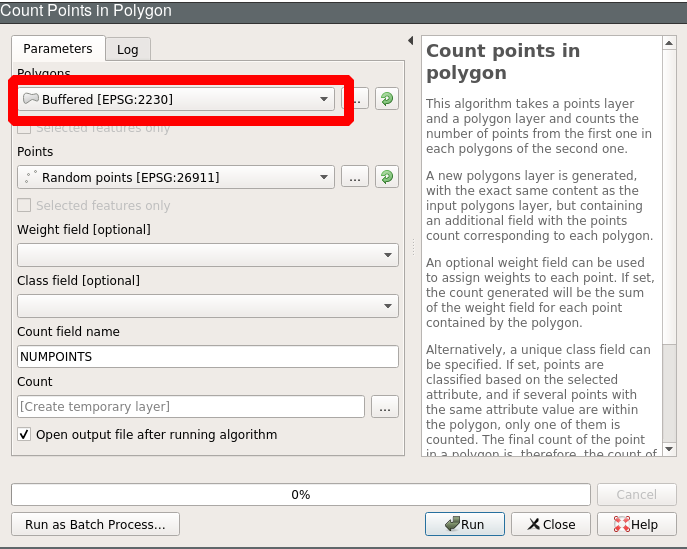 Count Points in Polygon
Parameters
Log
Polygons
Buffered [EPSG:2230]
...
Selected features only
Points
Random points [EPSG:26911]
...
Selected features only
Weight field [optional]
Class field [optional]
Count field name
NUMPOINTS
Count
[Create temporary layer]
...
Open output file after running algorithm
Count points in
polygon
This algorithm takes a points layer
and a polygon layer and counts the
number of points from the first one in
each polygons of the second one.
A new polygons layer is generated,
with the exact same content as the
input polygons layer, but containing
an additional field with the points
count corresponding to each polygon.
An optional weight field can be used
to assign weights to each point. If set,
the count generated will be the sum
of the weight field for each point
contained by the polygon.
Alternatively, a unique class field can
be specified. If set, points are
classified based on the selected
attribute, and if several points with
the same attribute value are within
the polygon, only one of them is
counted. The final count of the point
in a polygon is, therefore, the count of
0%
Cancel
Run as Batch Process...
Run
Close
Help